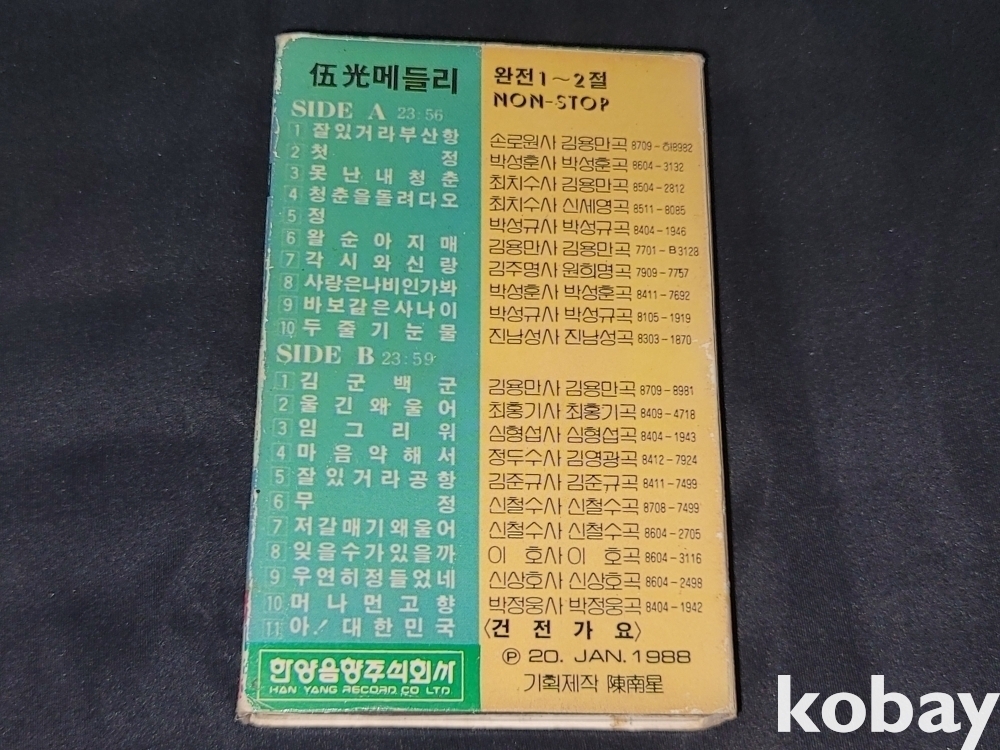 伍光메들리 완전1~2절
NON-STOP
SIDE A 23:56
1 잘있거라부산항 손로원사 김용만곡 8709-하8982
2 첫 정 박성훈사 박성훈곡 8604-3132
3 못난내청춘 최치수사 김용만곡 8504-2812
4 청춘을돌려다오 최치수사 신세영곡 8511-8085
5 정 박성규사 박성규곡 8404-1946
6 왈순아지매 김용만사 김용만곡 7701-B3128
7 각시와신랑 김주명사 원희명곡 7909-7757
8 사랑은나비인가봐 박성훈사 박성훈곡 8411-7692
9 바보같은사나이 박성규사 박성규곡 8105-1919
10 두줄기눈물 진남성사 진남성곡 8303-1870
SIDE B 23:59
1 김군백군 김용만사 김용만곡 8709-8981
2 울긴왜울어 최홍기사 최홍기곡 8409-4718
3 임그리워 심형섭사 심형섭곡 8404-1943
4 마음약해서 정두수사 김영광곡 8412-7924
5 잘있거라공항 김준규사 김준규곡 8411-7499
6 무 정 신철수사 신철수곡 8708-7499
7 저갈매기왜울어 신철수사 신철수곡 8604-2705
8 잊을수가있을까 이 호사 이 호곡 8604-3116
9 우연히정들었네 신상호사 신상호곡 8604-2498
10 머나먼고향 박정웅사 박정웅곡 8404-1942
11 아! 대한민국 〈건전가요〉
한양음향주식회사
HAN YANG RECORD CO LTD
Ⓟ 20. JAN. 1988
기획제작 陳南星
kobay